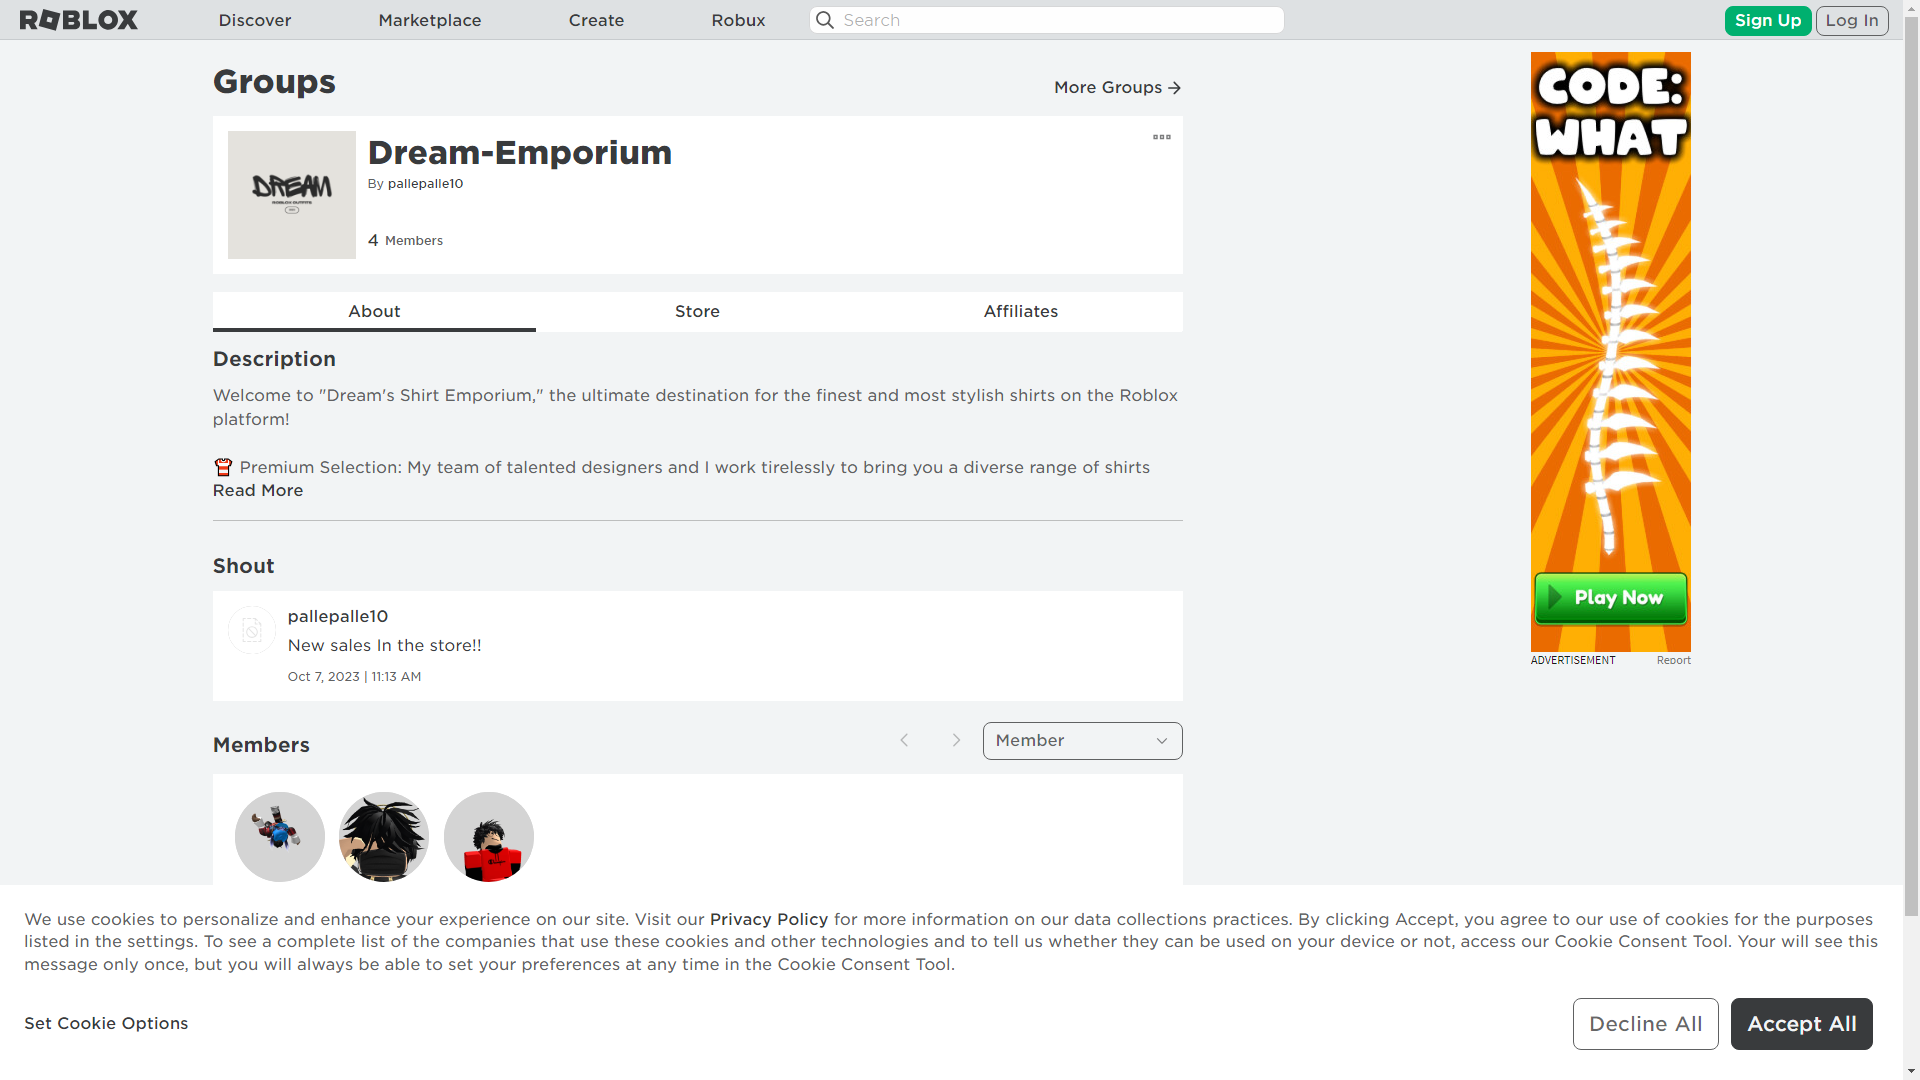 ROBLOX
Discover
Marketplace
Create
Robux
Search
Sign Up
Log In
Groups
More Groups
DREAM
ROBLOX OUTFITS
Dream-Emporium
By pallepalle10
4 Members
About
Store
Affiliates
Description
Welcome to "Dream's Shirt Emporium," the ultimate destination for the finest and most stylish shirts on the Roblox
platform!
Premium Selection: My team of talented designers and I work tirelessly to bring you a diverse range of shirts
Read More
Shout
pallepalle10
New sales In the store!!
Oct 7, 2023 | 11:13 AM
Members
Member
CODE:
WHAT
Play Now
ADVERTISEMENT
Report
We use cookies to personalize and enhance your experience on our site. Visit our Privacy Policy for more information on our data collections practices. By clicking Accept, you agree to our use of cookies for the purposes
listed in the settings. To see a complete list of the companies that use these cookies and other technologies and to tell us whether they can be used on your device or not, access our Cookie Consent Tool. Your will see this
message only once, but you will always be able to set your preferences at any time in the Cookie Consent Tool.
Set Cookie Options
Decline All
Accept All